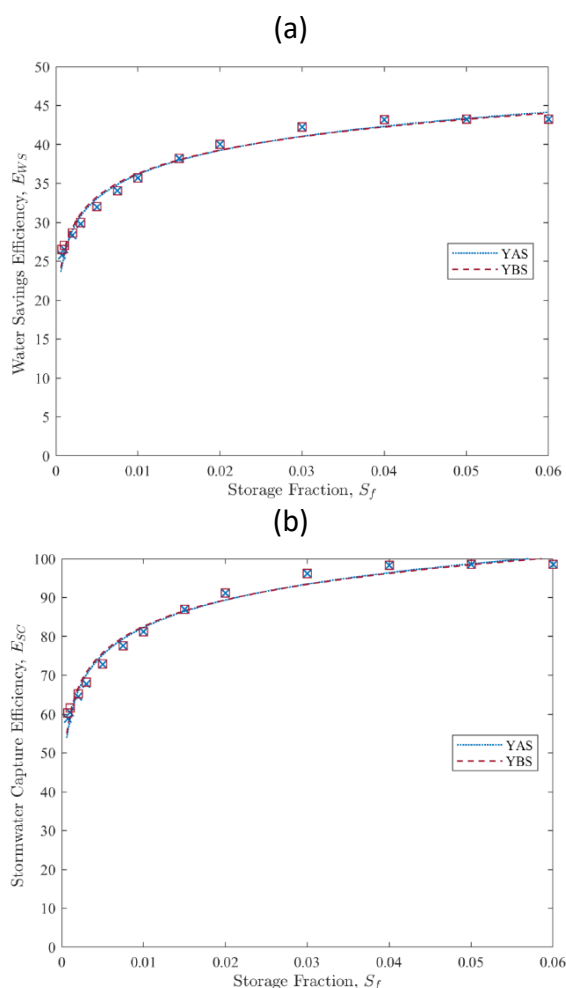 (a)
50
45
40
35
30
25
20
15
10
5
0
Water Savings Efficiency, E_WS
YAS
YBS
0 0.01 0.02 0.03 0.04 0.05 0.06
Storage Fraction, S_f
(b)
100
90
80
70
60
50
40
30
20
10
0
Stormwater Capture Efficiency, E_SC
YAS
YBS
0 0.01 0.02 0.03 0.04 0.05 0.06
Storage Fraction, S_f